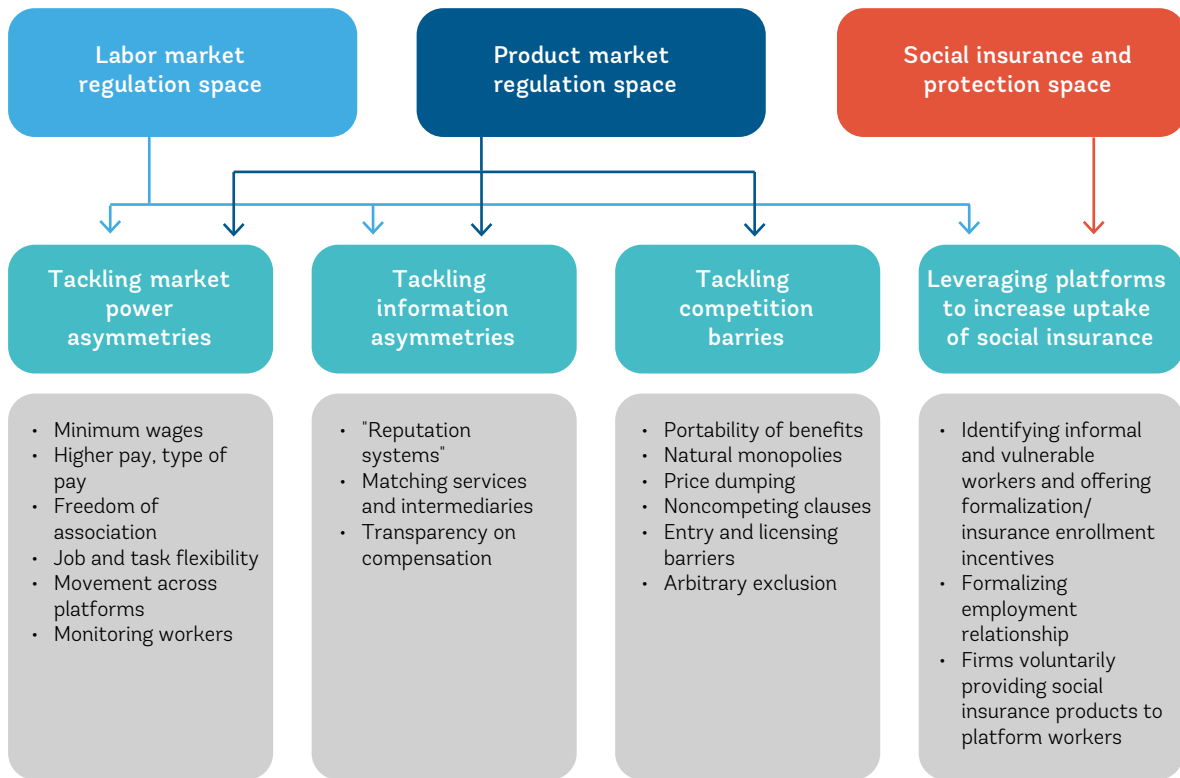 Labor market
regulation space
Product market
regulation space
Social insurance and
protection space
Tackling market
power
asymmetries
Tackling
information
asymmetries
Tackling
competition
barries
Leveraging platforms
to increase uptake
of social insurance
• Minimum wages
• Higher pay, type of
pay
• Freedom of
association
• Job and task flexibility
• Movement across
platforms
• Monitoring workers
• "Reputation
systems"
• Matching services
and intermediaries
• Transparency on
compensation
• Portability of benefits
• Natural monopolies
• Price dumping
• Noncompeting clauses
• Entry and licensing
barriers
• Arbitrary exclusion
• Identifying informal
and vulnerable
workers and offering
formalization/
insurance enrollment
incentives
• Formalizing
employment
relationship
• Firms voluntarily
providing social
insurance products to
platform workers